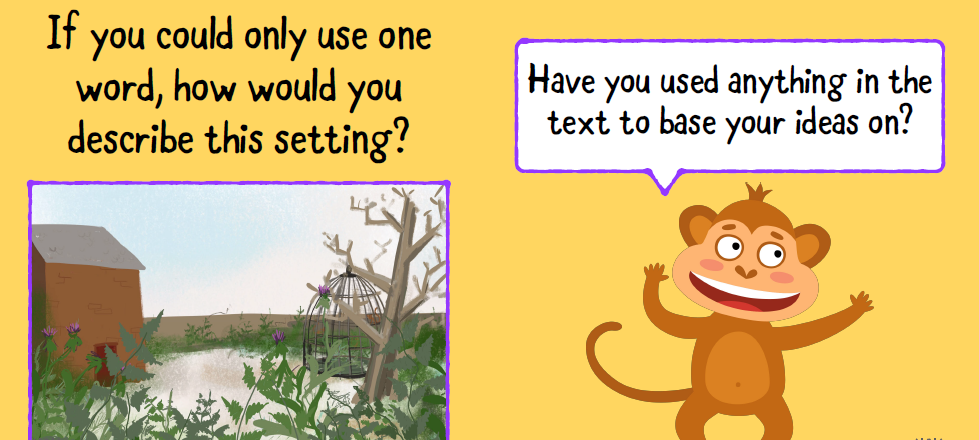 If you could only use one
word, how would you
describe this setting?
Have you used anything in the
text to base your ideas on?